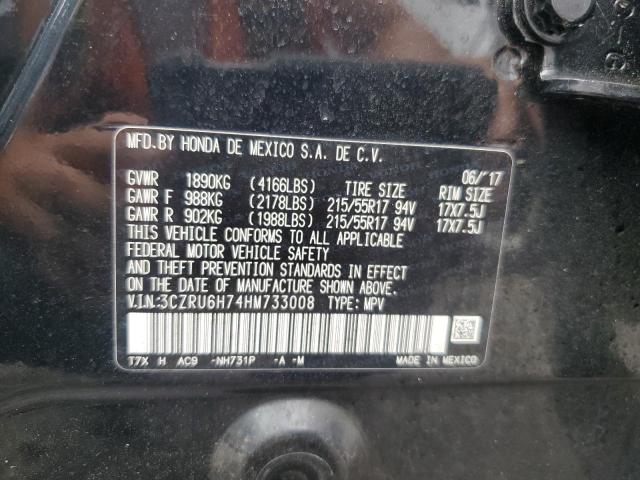 MFD.BY HONDA DE MEXICO S.A. DE C.V.
06/'17
GVWR 1890KG (4166LBS) TIRE SIZE RIM SIZE
GAWR F 988KG (2178LBS) 215/55R17 94V 17X7.5J
GAWR R 902KG (1988LBS) 215/55R17 94V 17X7.5J
THIS VEHICLE CONFORMS TO ALL APPLICABLE
FEDERAL MOTOR VEHICLE SAFETY
AND THEFT PREVENTION STANDARDS IN EFFECT
ON THE DATE OF MANUFACTURE SHOWN ABOVE.
V.I.N:3CZRU6H74HM733008 TYPE: MPV
T7X H AC9 -NH731P -A -M MADE IN MEXICO